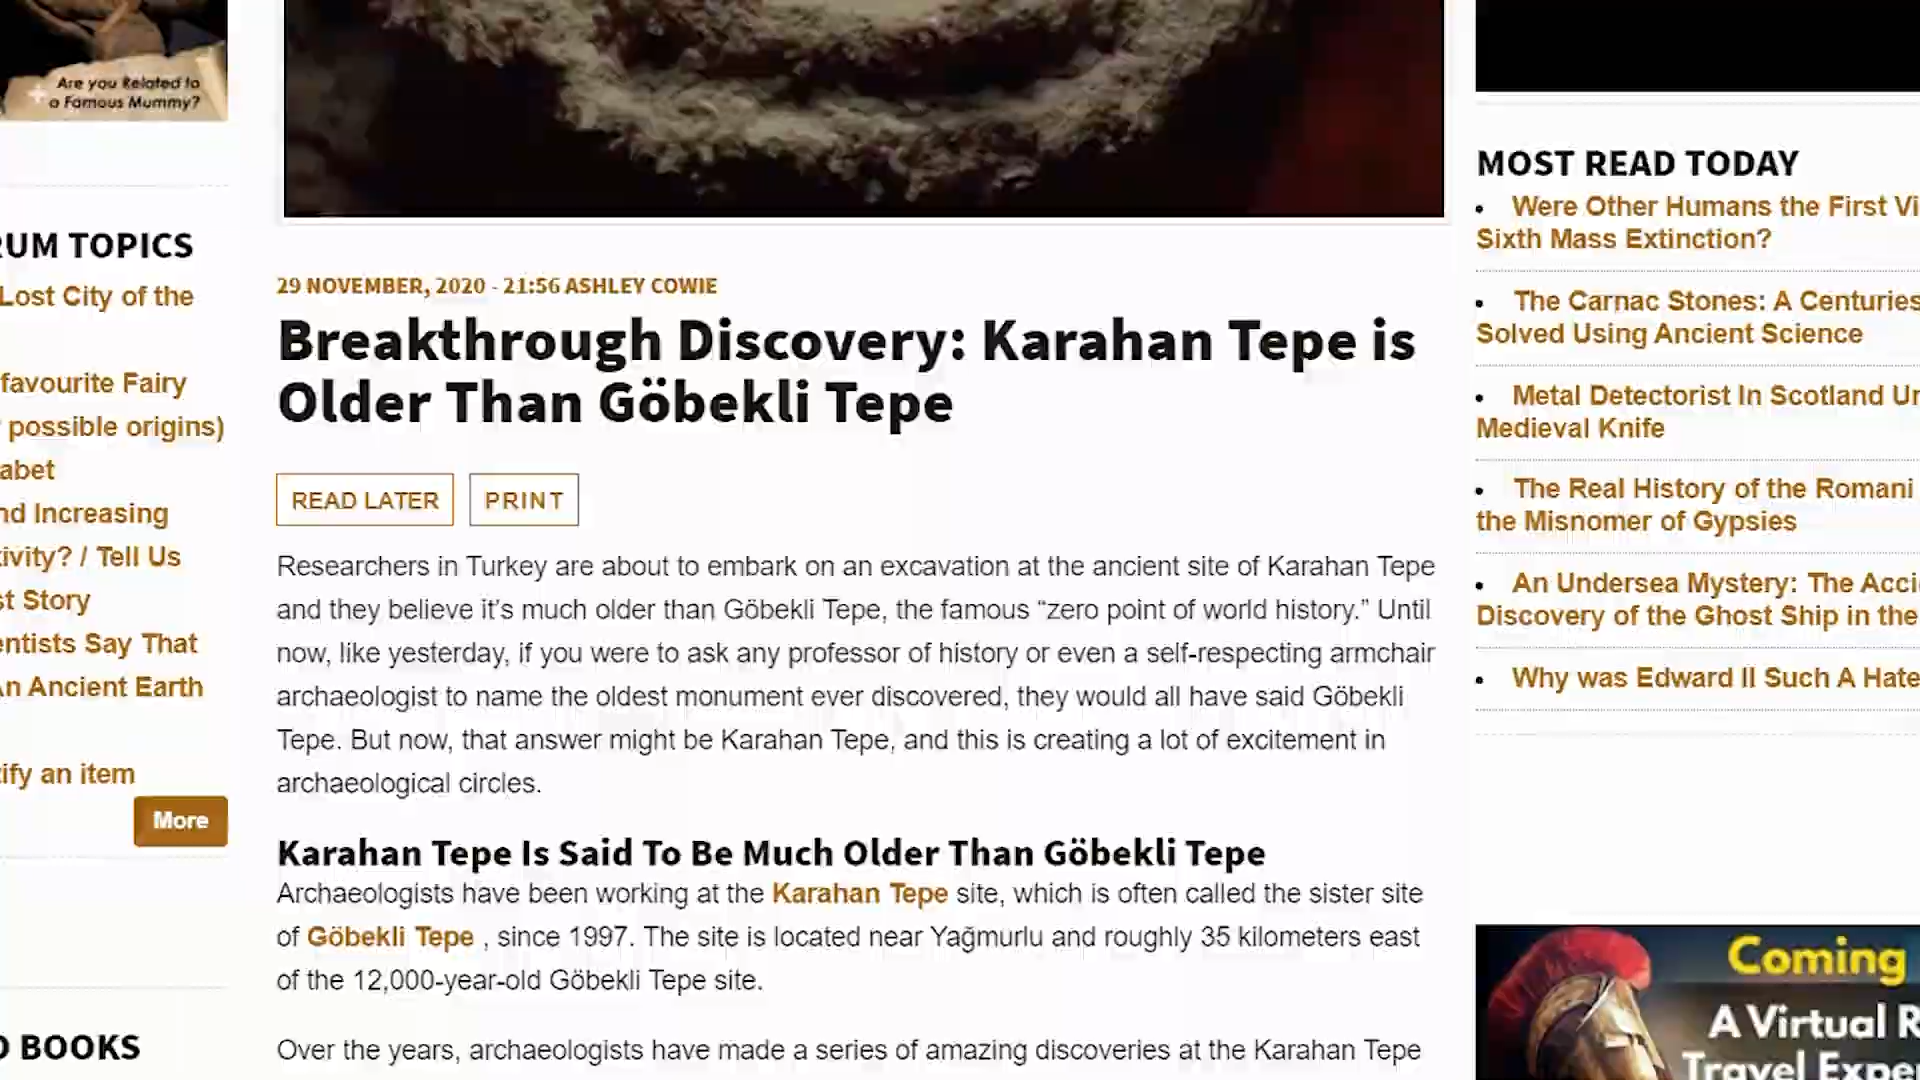 Are you Related to
a Famous Mummy?
RUM TOPICS
Lost City of the
favourite Fairy
possible origins)
abet
nd Increasing
ivity? / Tell Us
st Story
entists Say That
An Ancient Earth
ify an item
More
BOOKS
29 NOVEMBER, 2020 - 21:56 ASHLEY COWIE
Breakthrough Discovery: Karahan Tepe is
Older Than Göbekli Tepe
READ LATER PRINT
Researchers in Turkey are about to embark on an excavation at the ancient site of Karahan Tepe
and they believe it’s much older than Göbekli Tepe, the famous “zero point of world history.” Until
now, like yesterday, if you were to ask any professor of history or even a self-respecting armchair
archaeologist to name the oldest monument ever discovered, they would all have said Göbekli
Tepe. But now, that answer might be Karahan Tepe, and this is creating a lot of excitement in
archaeological circles.
Karahan Tepe Is Said To Be Much Older Than Göbekli Tepe
Archaeologists have been working at the Karahan Tepe site, which is often called the sister site
of Göbekli Tepe , since 1997. The site is located near Yağmurlu and roughly 35 kilometers east
of the 12,000-year-old Göbekli Tepe site.
Over the years, archaeologists have made a series of amazing discoveries at the Karahan Tepe
MOST READ TODAY
Were Other Humans the First Vi
Sixth Mass Extinction?
The Carnac Stones: A Centuries
Solved Using Ancient Science
Metal Detectorist In Scotland Un
Medieval Knife
The Real History of the Romani
the Misnomer of Gypsies
An Undersea Mystery: The Acci
Discovery of the Ghost Ship in the
Why was Edward II Such A Hate
Coming
A Virtual R
Travel Expe